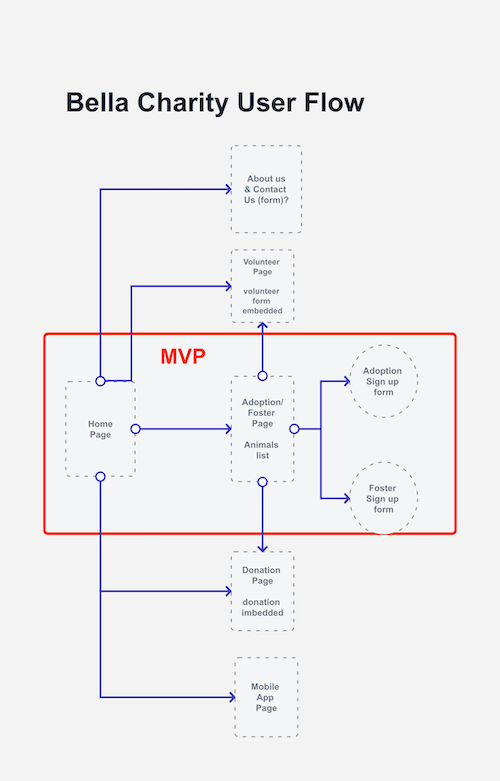 Bella Charity User Flow
About us
& Contact
Us (form)?
Volunteer
Page
volunteer
form
embedded
MVP
Home
Page
Adoption/
Foster
Page
Animals
list
Adoption
Sign up
form
Foster
Sign up
form
Donation
Page
donation
imbedded
Mobile
App
Page